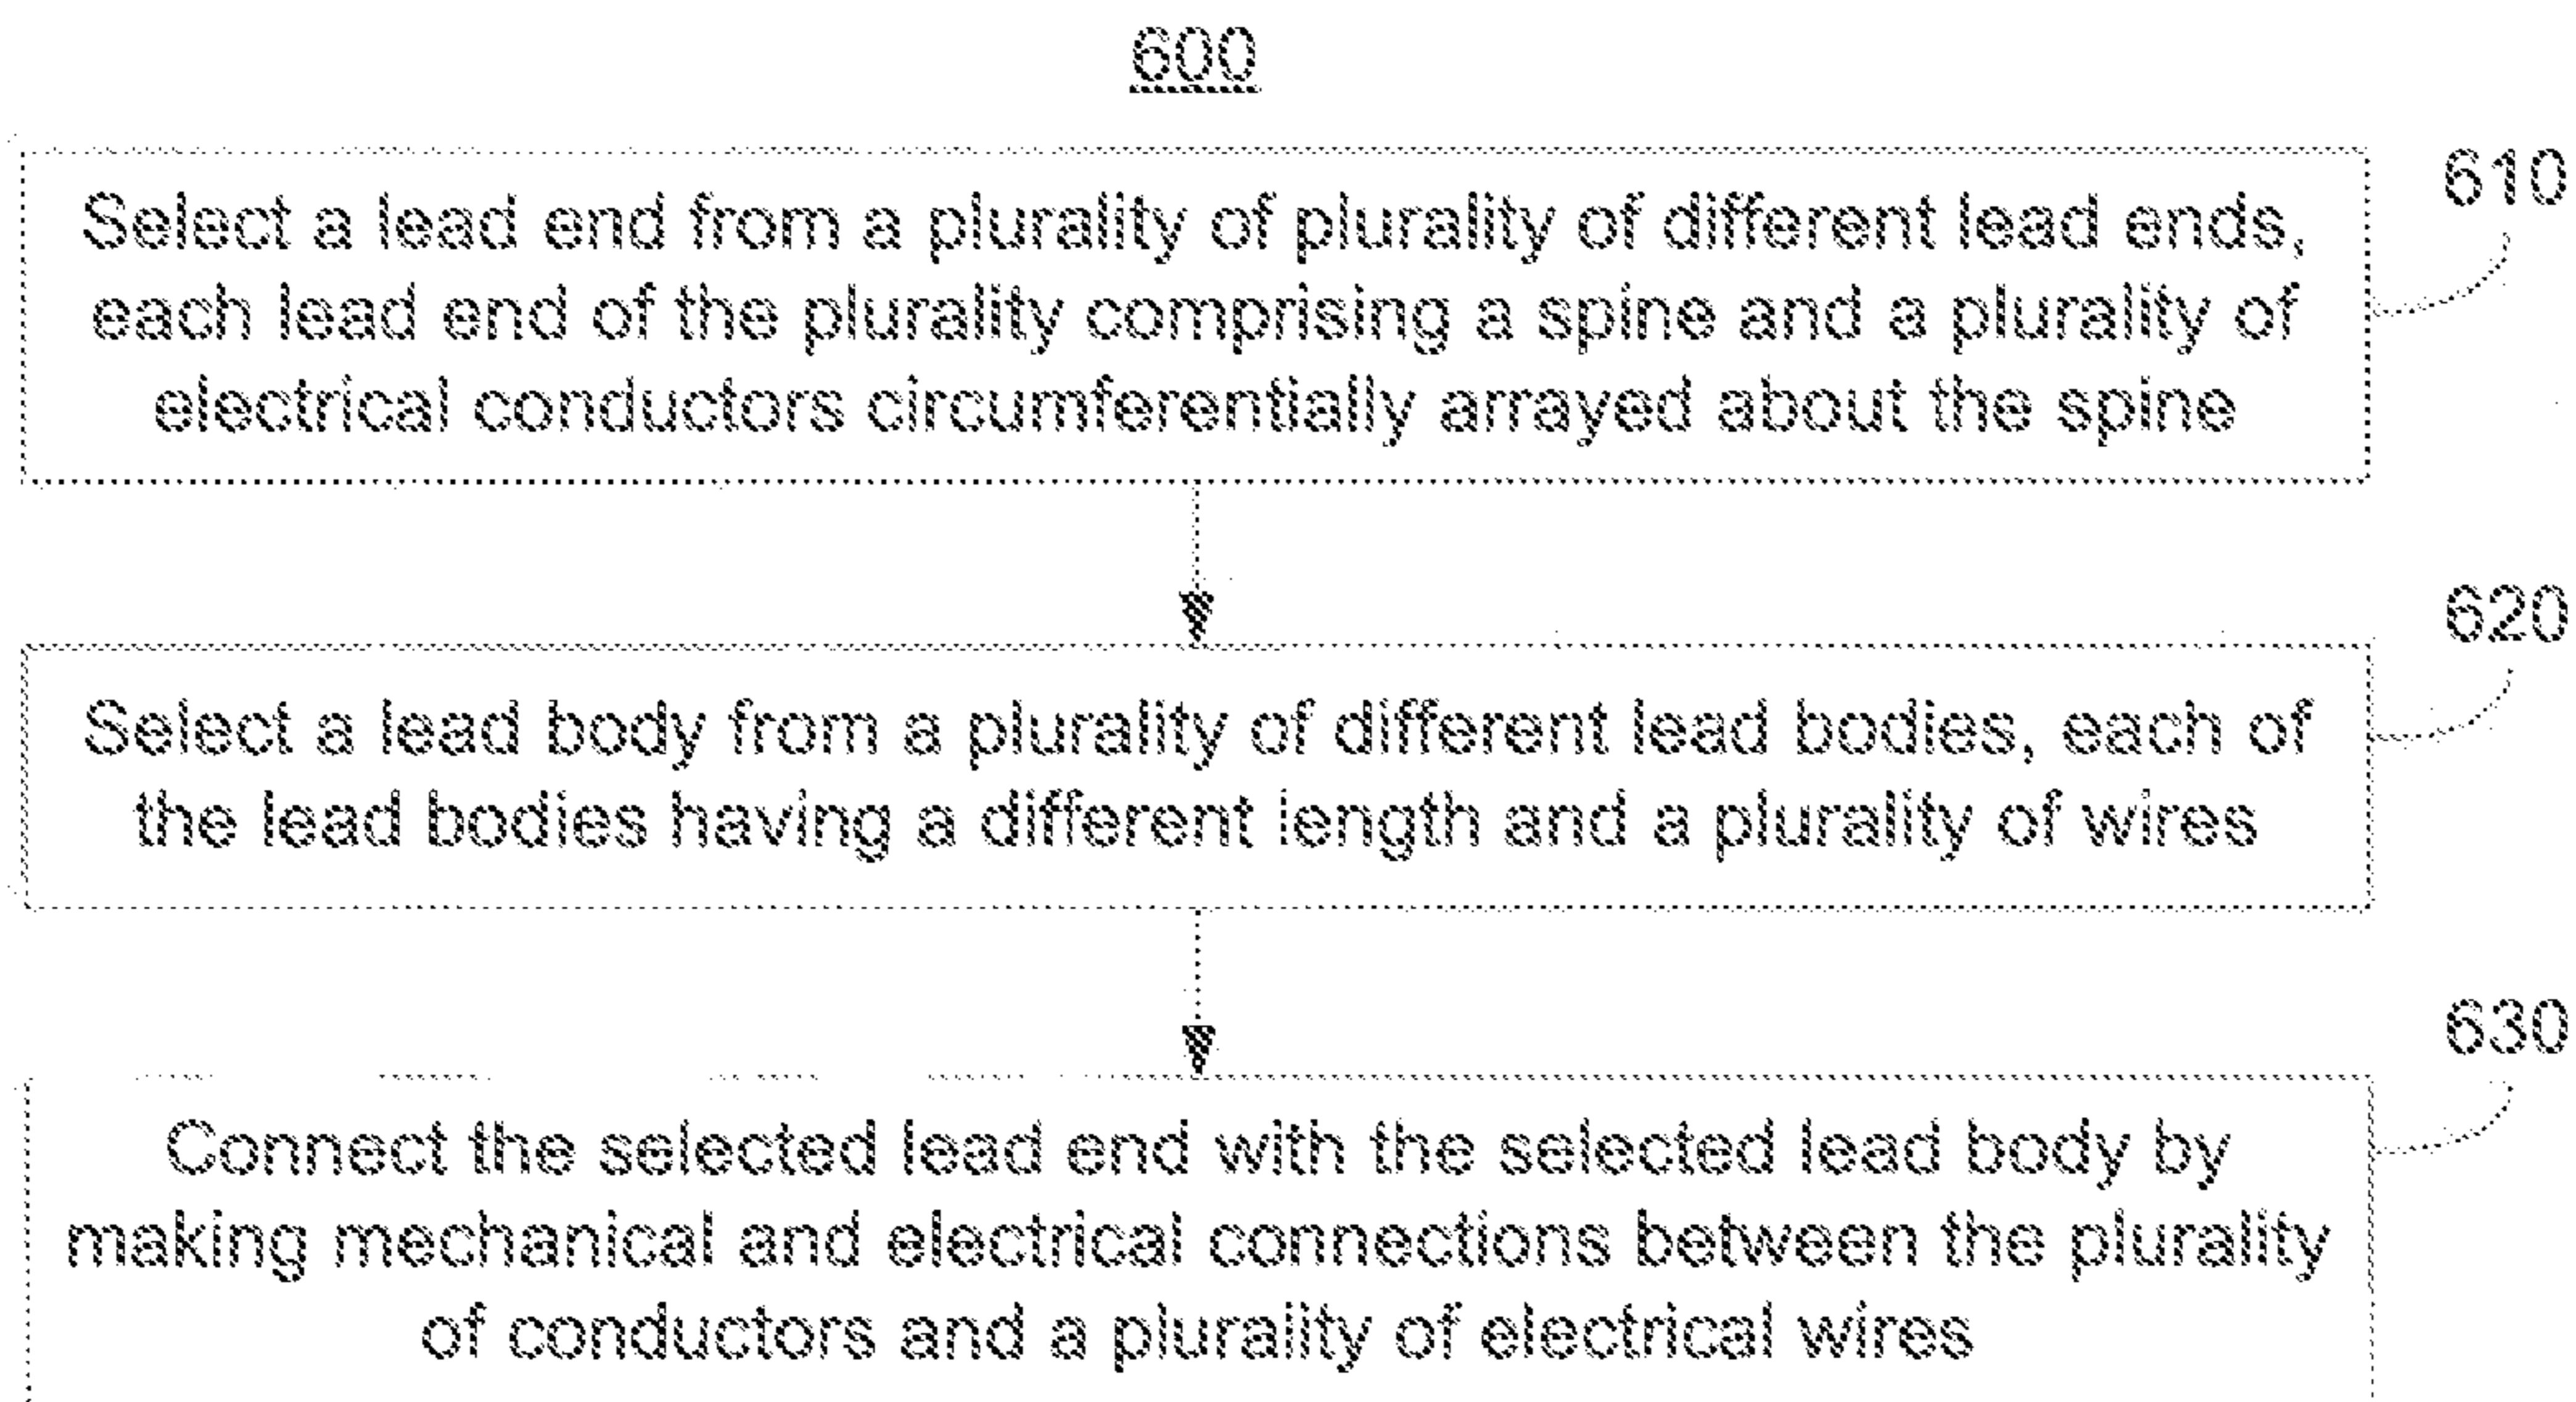 600
610
Select a lead end from a plurality of plurality of different lead ends,
each lead end of the plurality comprising a spine and a plurality of
electrical conductors circumferentially arrayed about the spine
620
Select a lead body from a plurality of different lead bodies, each of
the lead bodies having a different length and a plurality of wires
630
Connect the selected lead end with the selected lead body by
making mechanical and electrical connections between the plurality
of conductors and a plurality of electrical wires